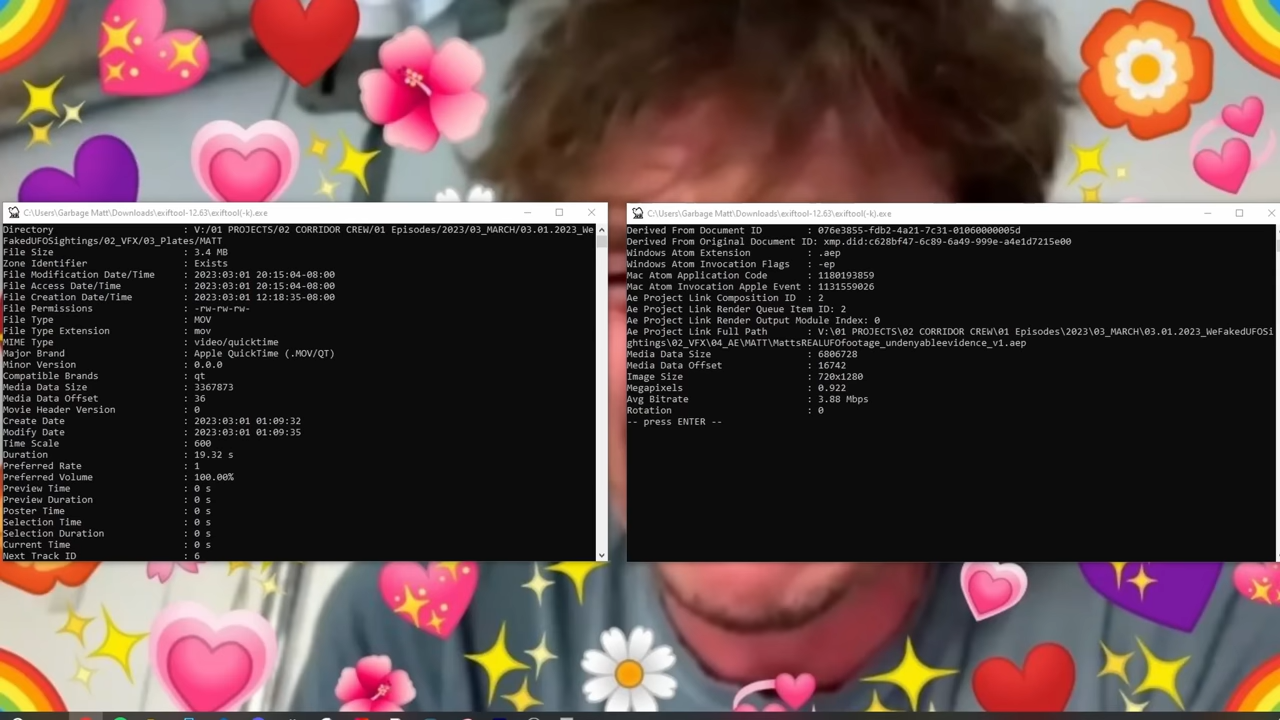 C:\Users\Garbage Matt\Downloads\exiftool-12.63\exiftool(-k).exe
Directory : V:/01 PROJECTS/02 CORRIDOR CREW/01 Episodes/2023/03_MARCH/03.01.2023_We
FakedUFOSightings/02_VFX/03_Plates/MATT
File Size : 3.4 MB
Zone Identifier : Exists
File Modification Date/Time : 2023:03:01 20:15:04-08:00
File Access Date/Time : 2023:03:01 20:15:04-08:00
File Creation Date/Time : 2023:03:01 12:18:35-08:00
File Permissions : -rw-rw-rw-
File Type : MOV
File Type Extension : mov
MIME Type : video/quicktime
Major Brand : Apple QuickTime (.MOV/QT)
Minor Version : 0.0.0
Compatible Brands : qt
Media Data Size : 3367873
Media Data Offset : 36
Movie Header Version : 0
Create Date : 2023:03:01 01:09:32
Modify Date : 2023:03:01 01:09:35
Time Scale : 600
Duration : 19.32 s
Preferred Rate : 1
Preferred Volume : 100.00%
Preview Time : 0 s
Preview Duration : 0 s
Poster Time : 0 s
Selection Time : 0 s
Selection Duration : 0 s
Current Time : 0 s
Next Track ID : 6
C:\Users\Garbage Matt\Downloads\exiftool-12.63\exiftool(-k).exe
Derived From Document ID : 076e3855-fdb2-4a21-7c31-01060000005d
Derived From Original Document ID: xmp.did:c628bf47-6c89-6a49-999e-a4e1d7215e00
Windows Atom Extension : .aep
Windows Atom Invocation Flags : -ep
Mac Atom Application Code : 1180193859
Mac Atom Invocation Apple Event : 1131559026
Ae Project Link Composition ID : 2
Ae Project Link Render Queue Item ID: 2
Ae Project Link Render Output Module Index: 0
Ae Project Link Full Path : V:\01 PROJECTS\02 CORRIDOR CREW\01 Episodes\2023\03_MARCH\03.01.2023_WeFakedUFOSi
ghtings\02_VFX\04_AE\MATT\MattsREALUFOfootage_undenyableevidence_v1.aep
Media Data Size : 6806728
Media Data Offset : 16742
Image Size : 720x1280
Megapixels : 0.922
Avg Bitrate : 3.88 Mbps
Rotation : 0
-- press ENTER --